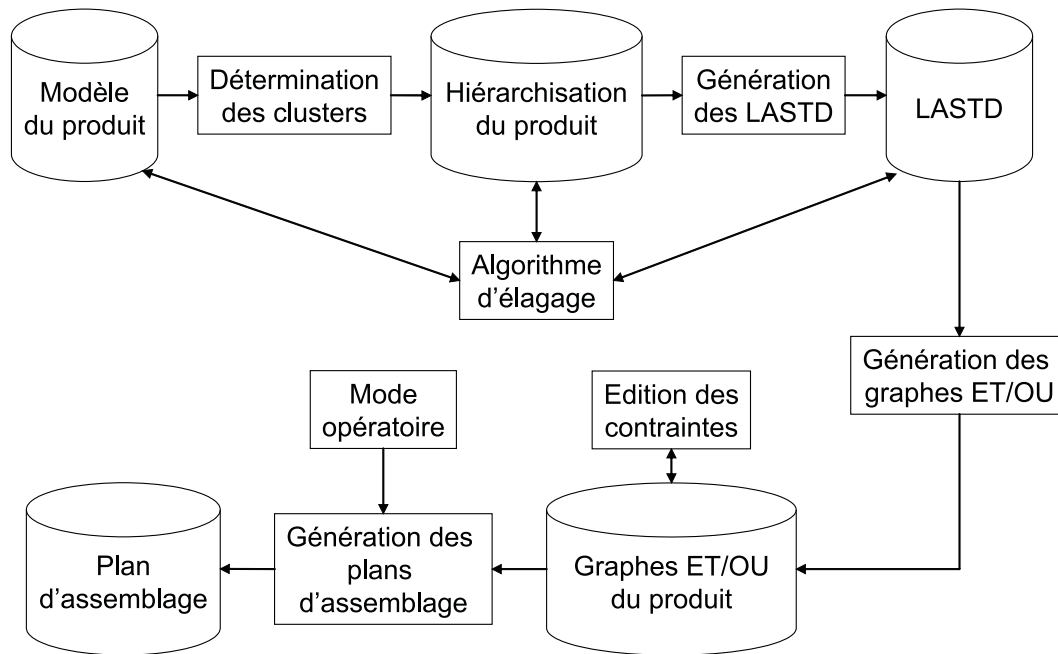 Modèle
du produit
Détermination
des clusters
Hiérarchisation
du produit
Génération
des LASTD
LASTD
Algorithme
d'élagage
Génération des
graphes ET/OU
Mode
opératoire
Edition des
contraintes
Plan
d'assemblage
Génération des
plans
d'assemblage
Graphes ET/OU
du produit